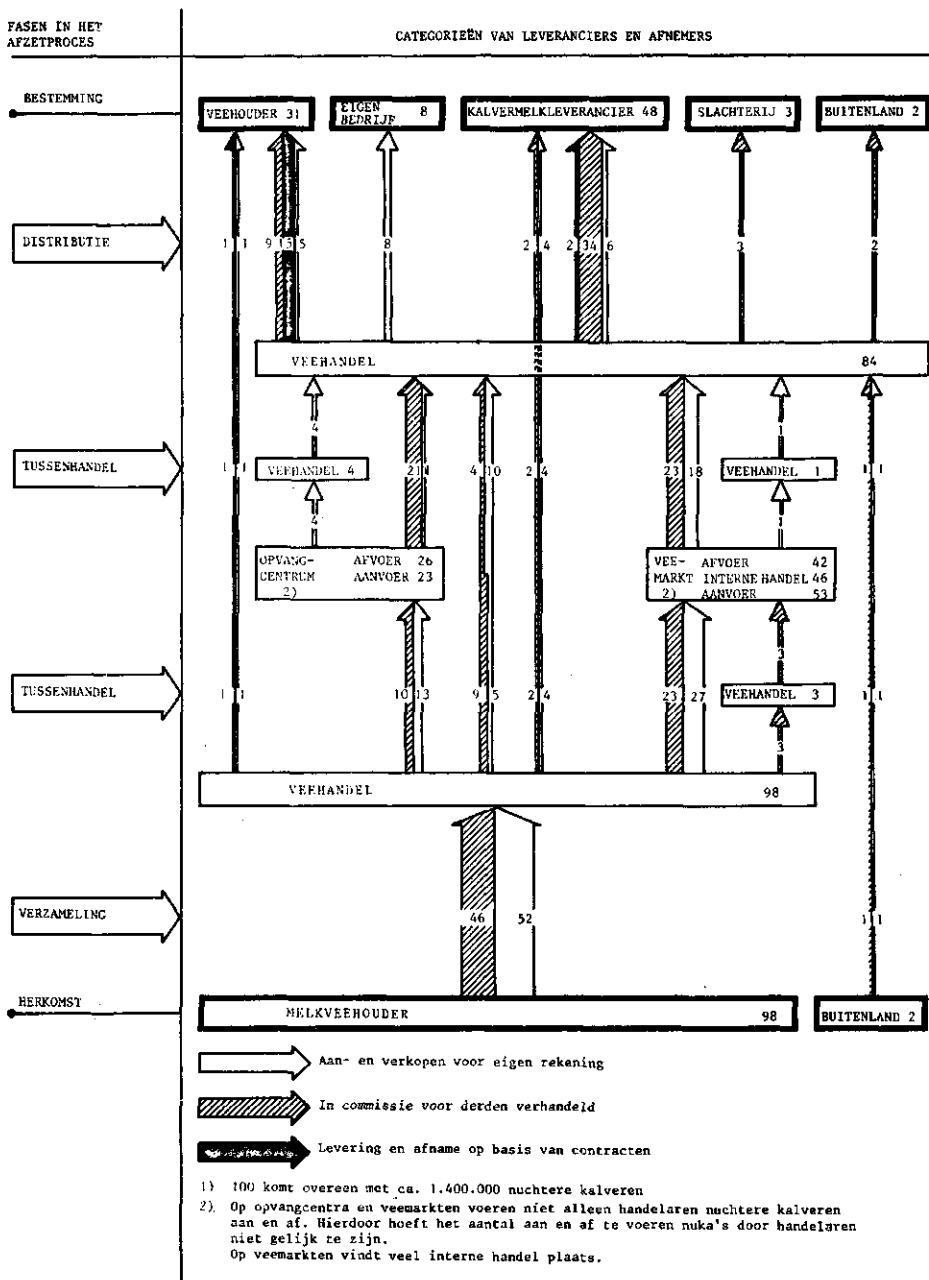 FASEN IN HET
AFZETPROCES
CATEGORIEËN VAN LEVERANCIERS EN AFNEMERS
BESTEMMING
VEEHOUDER 31
EIGEN BEDRIJF 8
KALVERMELKLEVERANCIER 48
SLACHTERIJ 3
BUITENLAND 2
DISTRIBUTIE
1 1 9 15 5 8 2 4 2 34 6 3 2
VEEHANDEL 84
4 1
TUSSENHANDEL
1 1 VEEHANDEL 4 21 1 4 10 2 4 23 18 VEEHANDEL 1 1 1
4 1
OPVANG- AFVOER 26
CENTRUM AANVOER 23
2)
VEE- AFVOER 42
MARKT INTERNE HANDEL 46
2) AANVOER 53
3
TUSSENHANDEL
1 1 10 13 9 5 2 4 23 27 VEEHANDEL 3 1 1
3
VEEHANDEL 98
VERZAMELING
46 52 1 1
HERKOMST
MELKVEEHOUDER 98
BUITENLAND 2
Aan- en verkopen voor eigen rekening
In commissie voor derden verhandeld
Levering en afname op basis van contracten
1) 100 komt overeen met ca. 1.400.000 nuchtere kalveren
2) Op opvangcentra en veemarkten voeren niet alleen handelaren nuchtere kalveren
aan en af. Hierdoor hoeft het aantal aan en af te voeren nuka's door handelaren
niet gelijk te zijn.
Op veemarkten vindt veel interne handel plaats.